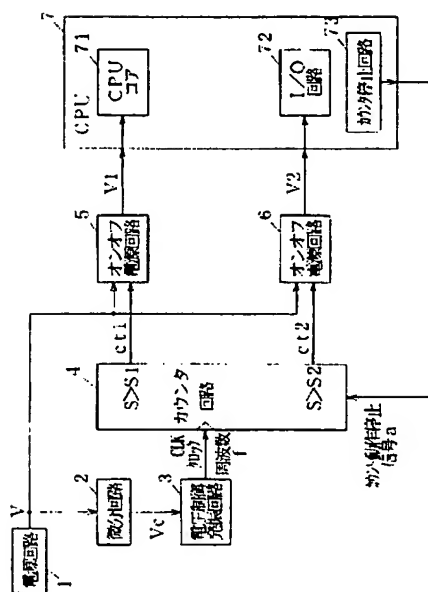 7
CPU
71
CPU
コア
72
I/O
回路
73
カウンタ停止回路
V1
V2
5
オンオフ
電源回路
6
オンオフ
電源回路
ct1
ct2
4
S>S1
カウンタ
回路
S>S2
CLK
クロック
周波数
f
カウント動作停止
信号a
V
2
微分回路
Vc
3
電圧制御
発振回路
電源回路
1